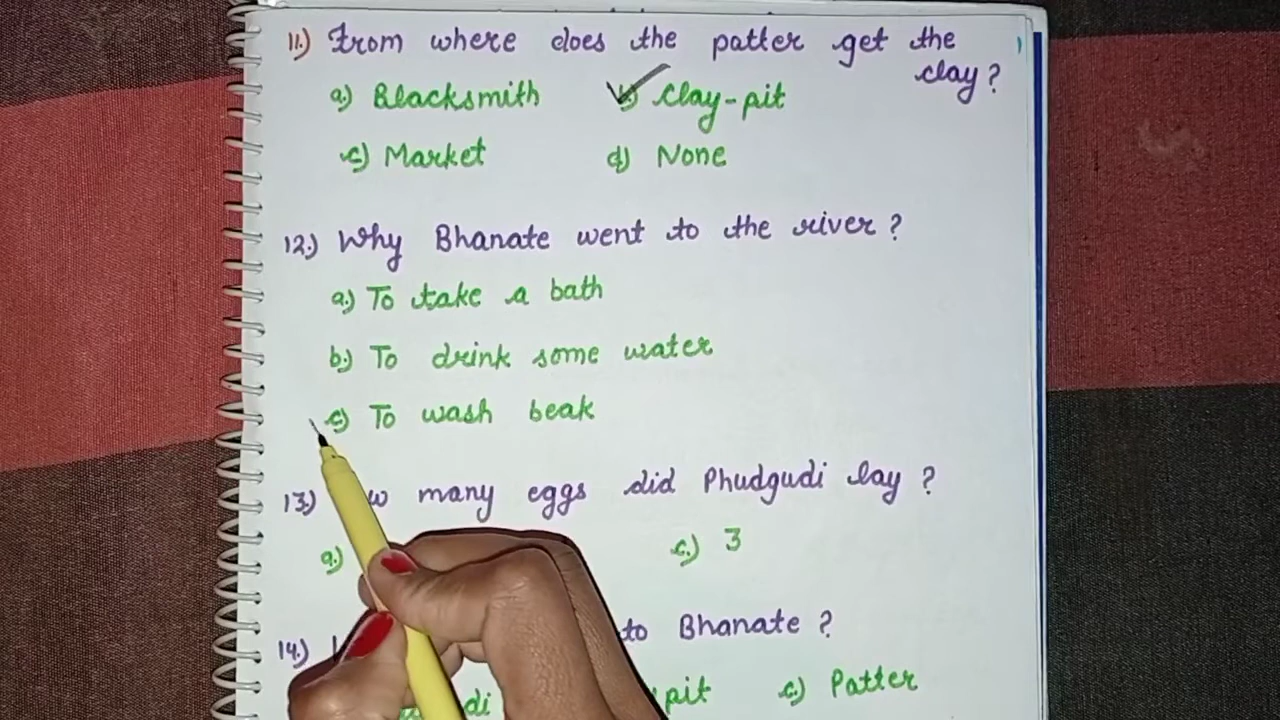 11.) From where does the patter get the
clay?
a.) Blacksmith b) Clay-pit
c) Market d) None
12.) Why Bhanate went to the river?
a.) To take a bath
b.) To drink some water
c) To wash beak
13.) many eggs did Phudgudi lay?
a.) c.) 3
14.) to Bhanate?
pit c) Patter